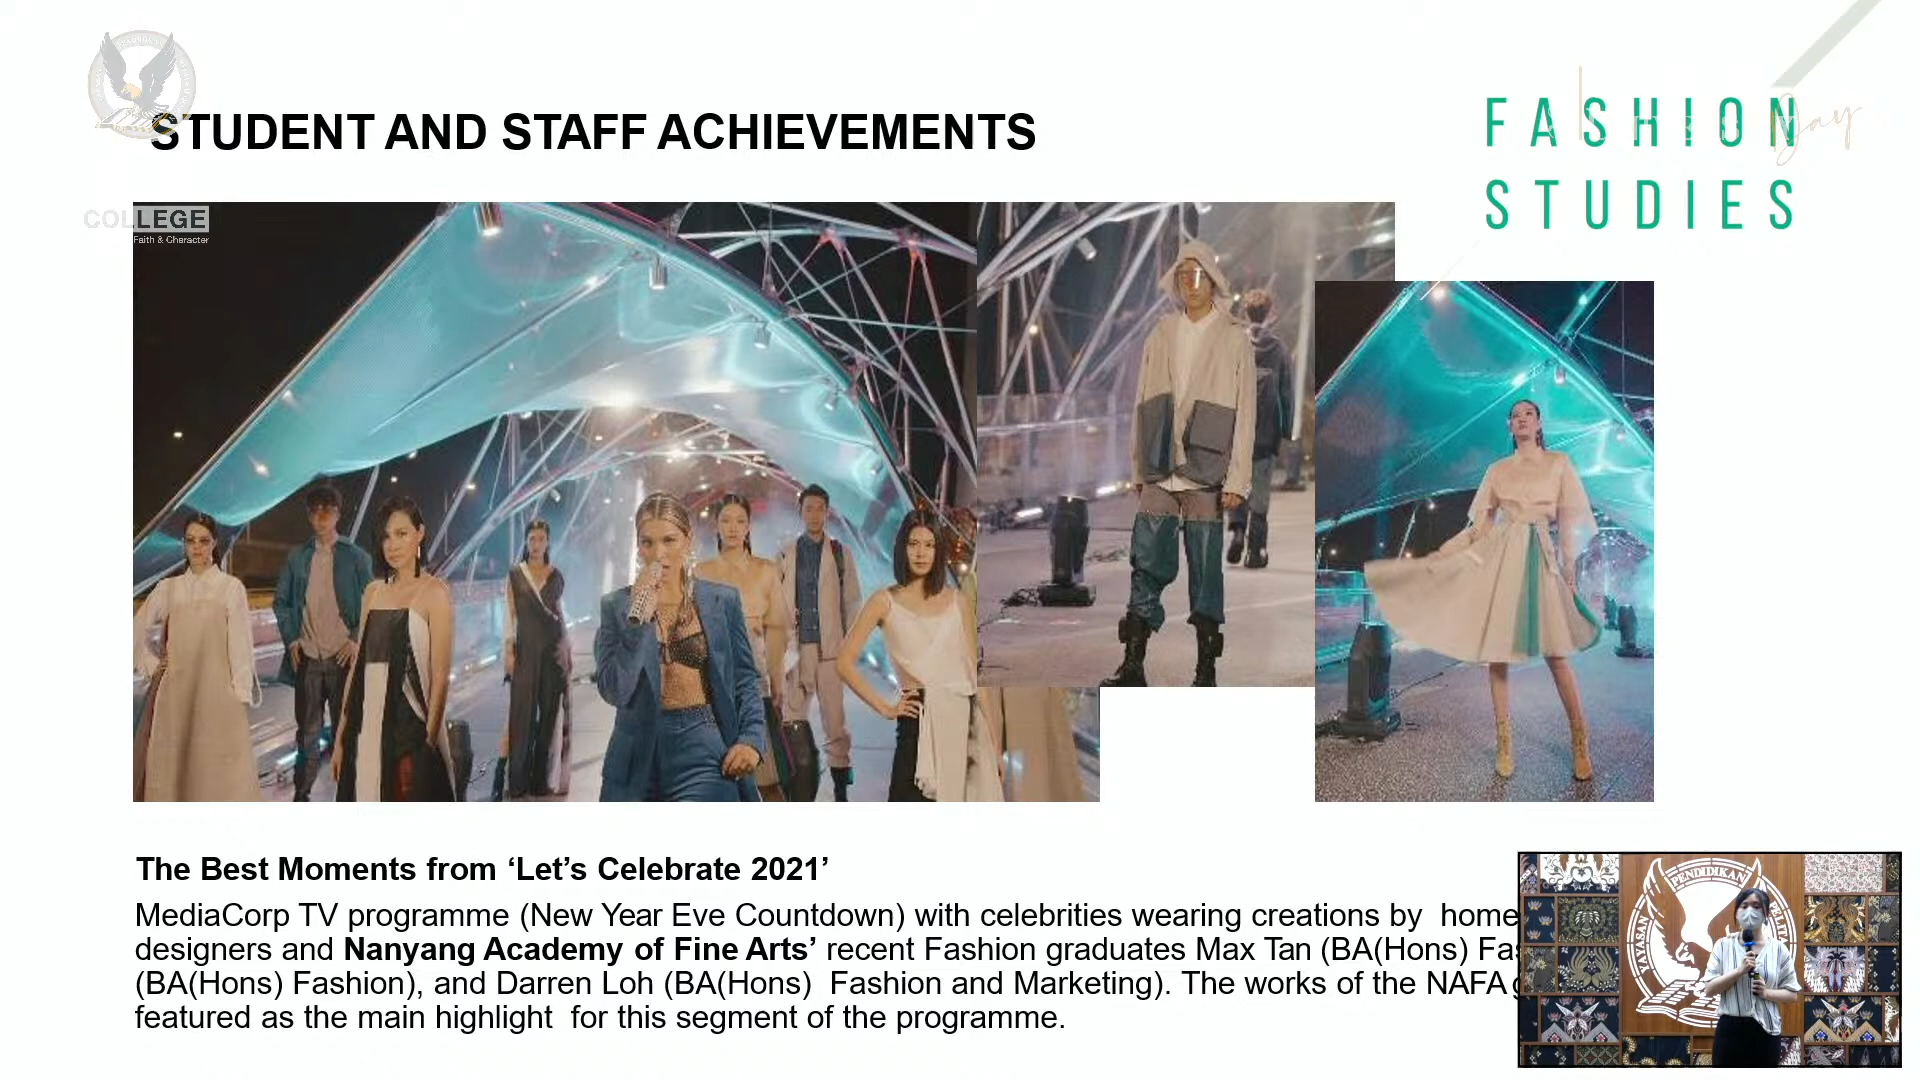 STUDENT AND STAFF ACHIEVEMENTS
FASHION
STUDIES
COLLEGE
Faith & Character
The Best Moments from ‘Let’s Celebrate 2021’
MediaCorp TV programme (New Year Eve Countdown) with celebrities wearing creations by home
designers and Nanyang Academy of Fine Arts’ recent Fashion graduates Max Tan (BA(Hons)
(BA(Hons) Fashion), and Darren Loh (BA(Hons) Fashion and Marketing). The works of the NAFA
featured as the main highlight for this segment of the programme.
YAYASAN PENDIDIKAN PELITA